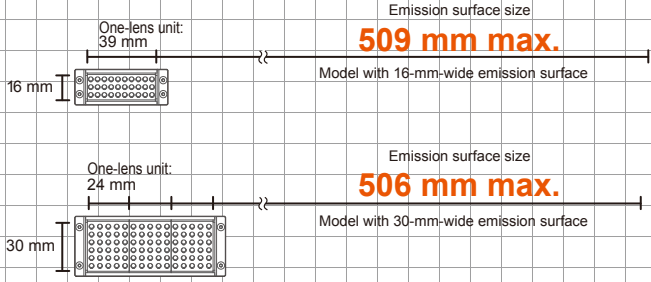 Emission surface size
One-lens unit:
39 mm
509 mm max.
Model with 16-mm-wide emission surface
16 mm
Emission surface size
One-lens unit:
24 mm
506 mm max.
Model with 30-mm-wide emission surface
30 mm